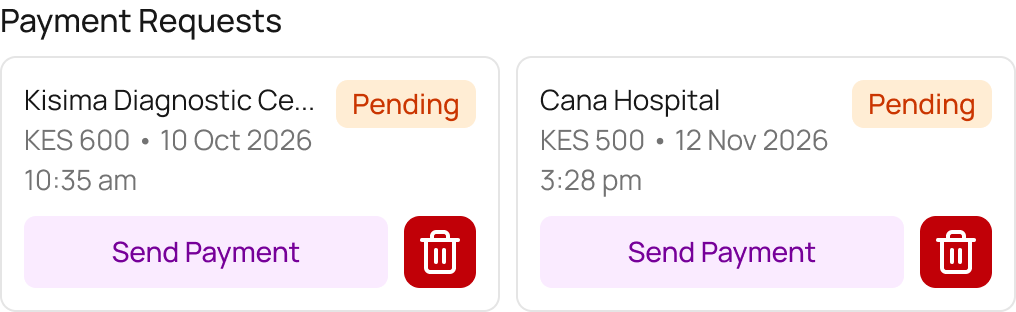 Payment Requests
Kisima Diagnostic Ce...
Pending
KES 600 • 10 Oct 2026
10:35 am
Send Payment
Cana Hospital
Pending
KES 500 • 12 Nov 2026
3:28 pm
Send Payment